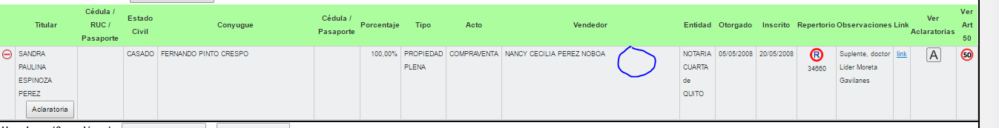 Titular
Cédula /
RUC /
Pasaporte
Estado
Civil
Conyugue
Cédula /
Pasaporte
Porcentaje
Tipo
Acto
Vendedor
Entidad
Otorgado
Inscrito
Repertorio
Observaciones
Link
Ver
Aclaratorias
Ver
Art
50
SANDRA
PAULINA
ESPINOZA
PEREZ
Aclaratoria
CASADO
FERNANDO PINTO CRESPO
100,00%
PROPIEDAD
PLENA
COMPRAVENTA
NANCY CECILIA PEREZ NOBOA
NOTARIA
CUARTA
de
QUITO
05/05/2008
20/05/2008
R
34660
Suplente, doctor
Lider Moreta
Gavilanes
link
A
50